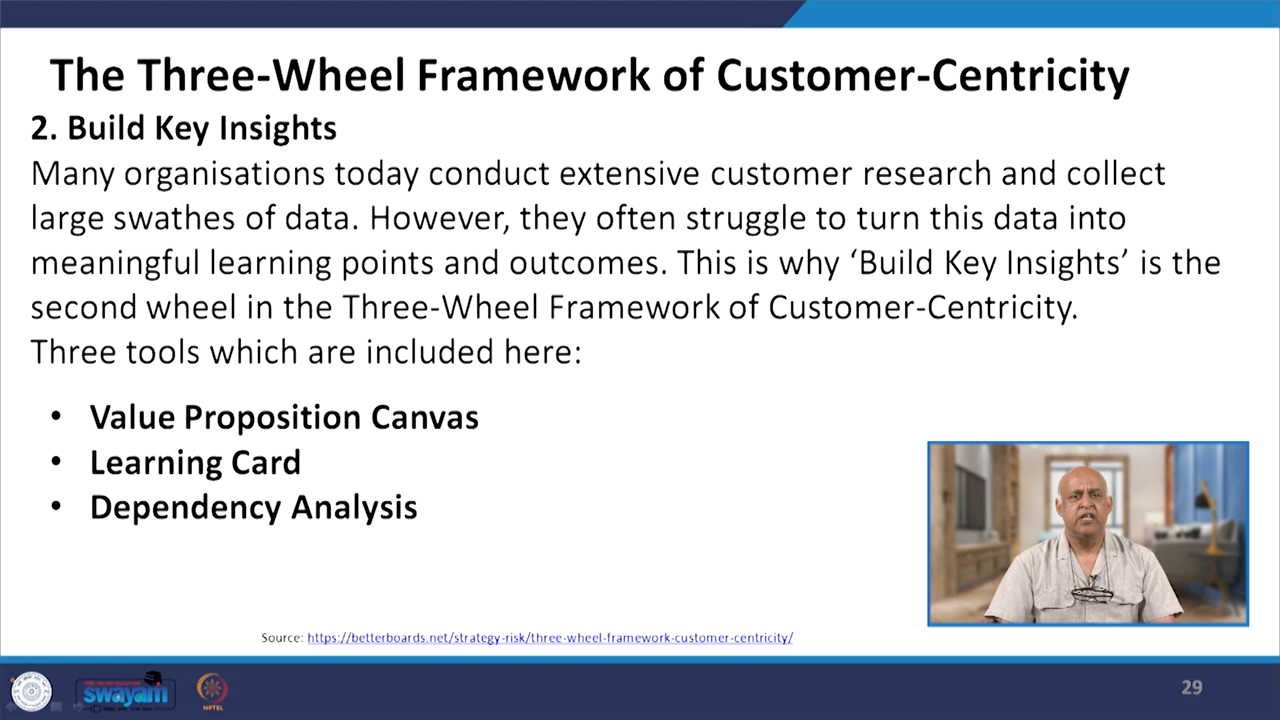 The Three-Wheel Framework of Customer-Centricity
2. Build Key Insights
Many organisations today conduct extensive customer research and collect
large swathes of data. However, they often struggle to turn this data into
meaningful learning points and outcomes. This is why ‘Build Key Insights’ is the
second wheel in the Three-Wheel Framework of Customer-Centricity.
Three tools which are included here:
• Value Proposition Canvas
• Learning Card
• Dependency Analysis
Source: https://betterboards.net/strategy-risk/three-wheel-framework-customer-centricity/
swayam
NPTEL
29